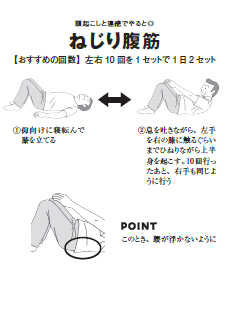 頭起こしと連続でやると◎
ねじり腹筋
【おすすめの回数】左右10回を1セットで1日2セット
①仰向けに寝転んで
膝を立てる
②息を吐きながら、左手
を右の膝に触るぐらい
までひねりながら上半
身を起こす。10回行っ
たあと、右手も同じよ
うに行う
POINT
このとき、腰が浮かないように